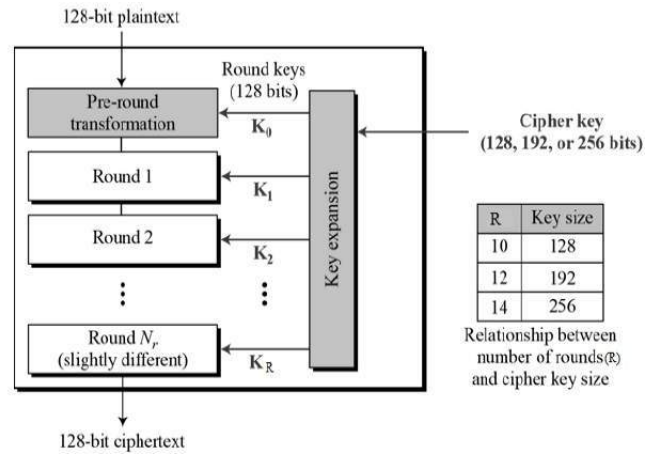 128-bit plaintext
Round keys
(128 bits)
Pre-round
transformation
K0
Cipher key
(128, 192, or 256 bits)
Round 1
K1
Round 2
K2
Key expansion
R Key size
10 128
12 192
14 256
Round Nr
(slightly different)
KR
Relationship between
number of rounds(R)
and cipher key size
128-bit ciphertext